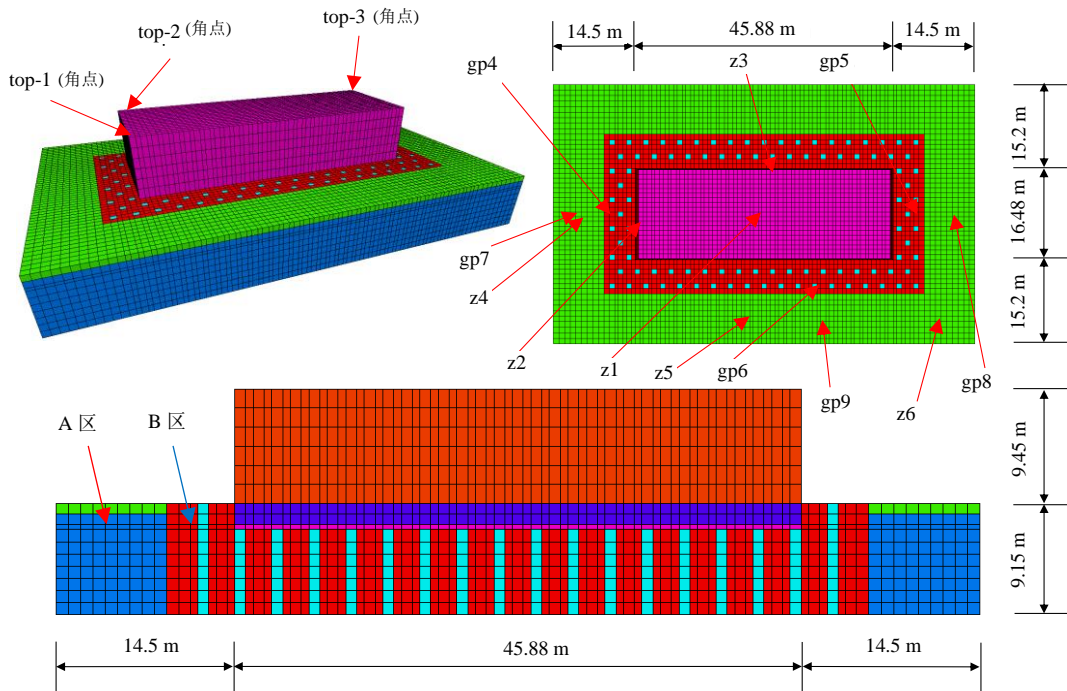 top-2 (角点)
top-3 (角点)
top-1 (角点)
14.5 m
45.88 m
14.5 m
gp4
z3
gp5
15.2 m
16.48 m
15.2 m
gp7
z4
z2
z1
z5
gp6
gp9
z6
gp8
A 区
B 区
9.45 m
9.15 m
14.5 m
45.88 m
14.5 m